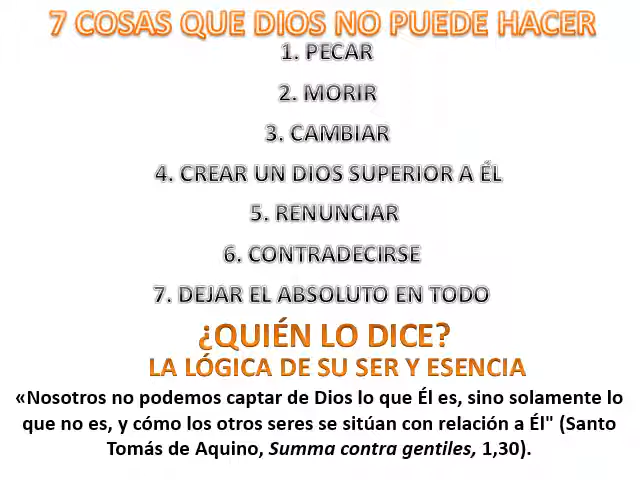 7 COSAS QUE DIOS NO PUEDE HACER
1. PECAR
2. MORIR
3. CAMBIAR
4. CREAR UN DIOS SUPERIOR A ÉL
5. RENUNCIAR
6. CONTRADECIRSE
7. DEJAR EL ABSOLUTO EN TODO
¿QUIÉN LO DICE?
LA LÓGICA DE SU SER Y ESENCIA
«Nosotros no podemos captar de Dios lo que Él es, sino solamente lo
que no es, y cómo los otros seres se sitúan con relación a Él" (Santo
Tomás de Aquino, Summa contra gentiles, 1,30).